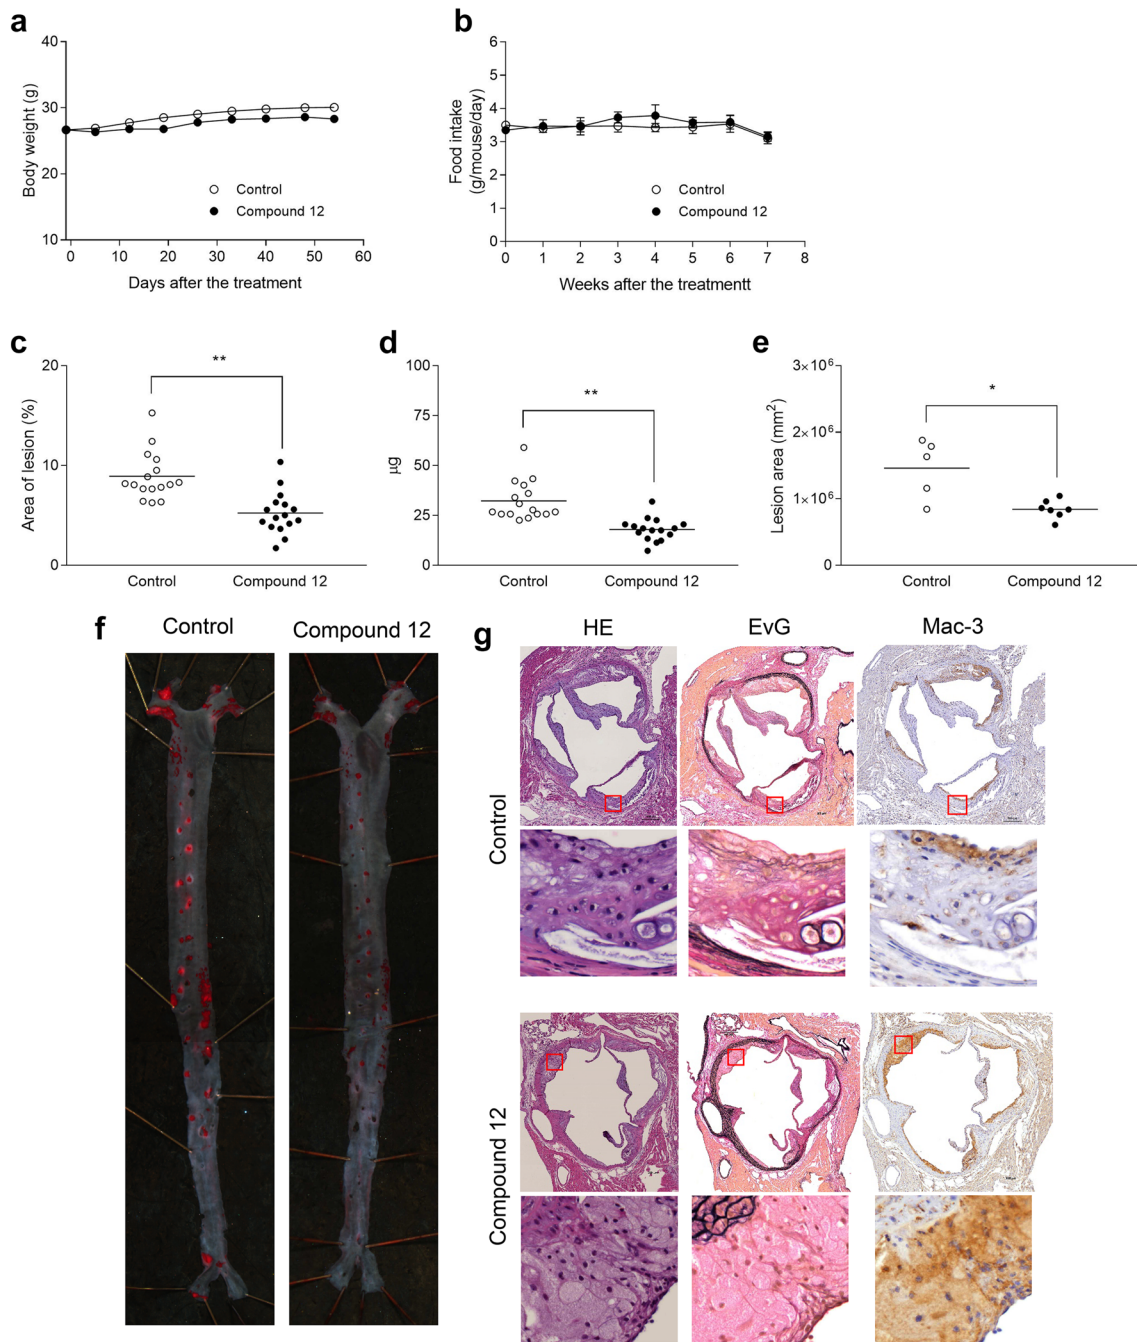 a
40
30
20
10
Body weight (g)
0 10 20 30 40 50 60
Days after the treatment
Control
Compound 12
b
6
5
4
3
2
1
0
Food intake
(g/mouse/day)
0 1 2 3 4 5 6 7 8
Weeks after the treatmentt
Control
Compound 12
c
20
10
0
Area of lesion (%)
**
Control Compound 12
d
100
50
25
0
µg
**
Control Compound 12
e
3×10⁶
2×10⁶
1×10⁶
0
Lesion area (mm²)
*
Control Compound 12
f
Control Compound 12
g
HE EvG Mac-3
Control
Compound 12